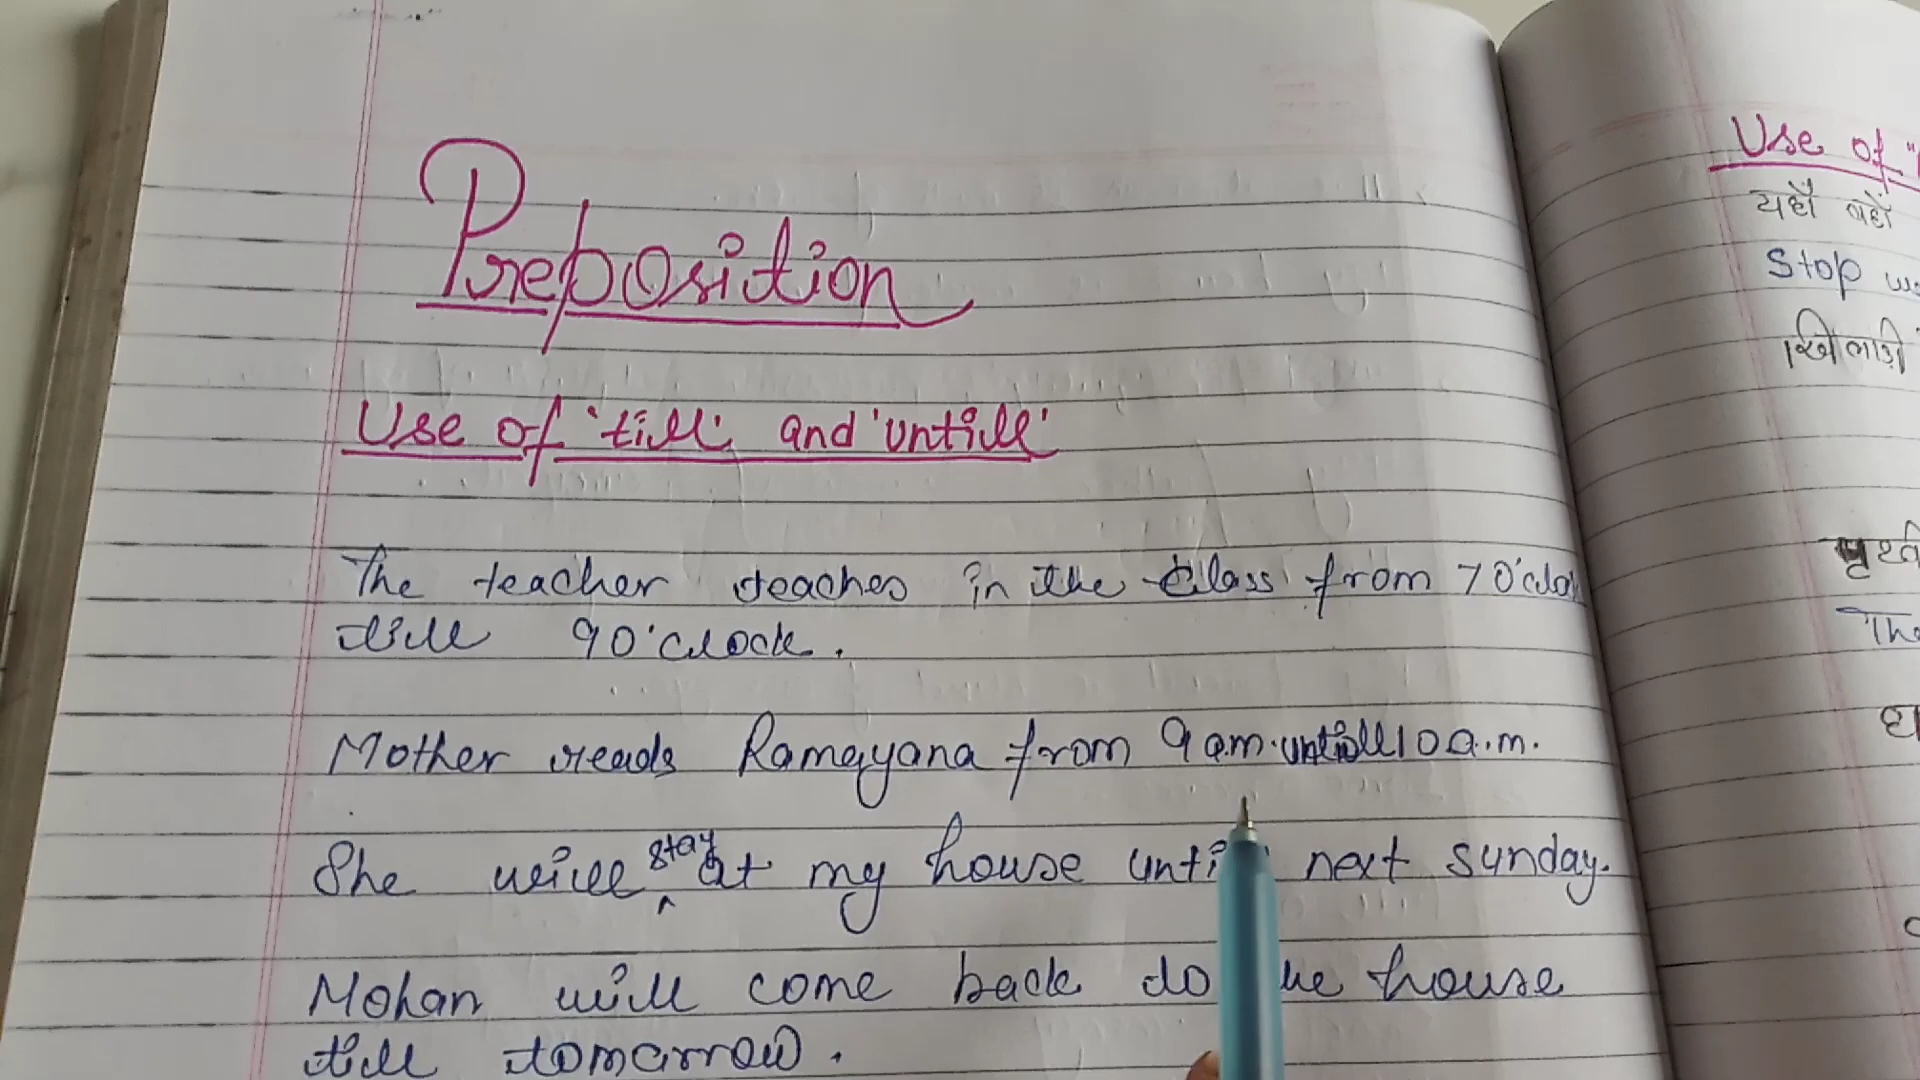 Preposition
Use of 'till' and 'untill'
The teacher teaches in the class from 7 O'cloc
till 9 O'clock.
Mother reads Ramayana from 9 a.m. untill 10 a.m.
She will stay at my house next sunday.
Mohan will come back to house
till tomorrow.
Use of
यहाँ वहाँ
Stop
The